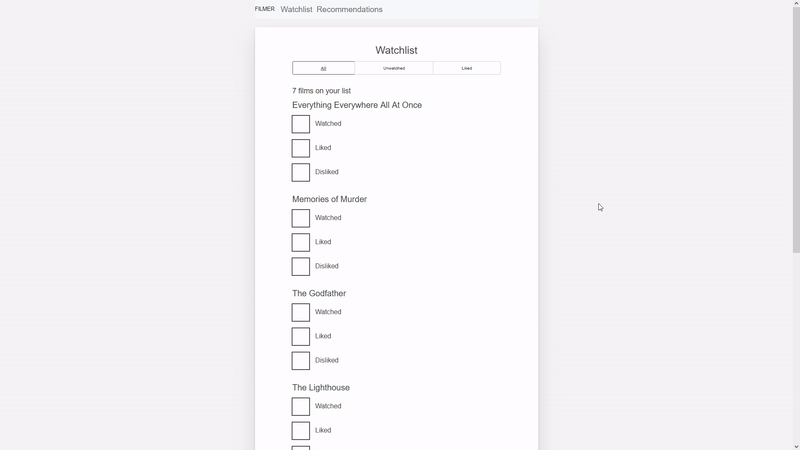 FILMER Watchlist Recommendations
Watchlist
All Unwatched Liked
7 films on your list
Everything Everywhere All At Once
Watched
Liked
Disliked
Memories of Murder
Watched
Liked
Disliked
The Godfather
Watched
Liked
Disliked
The Lighthouse
Watched
Liked